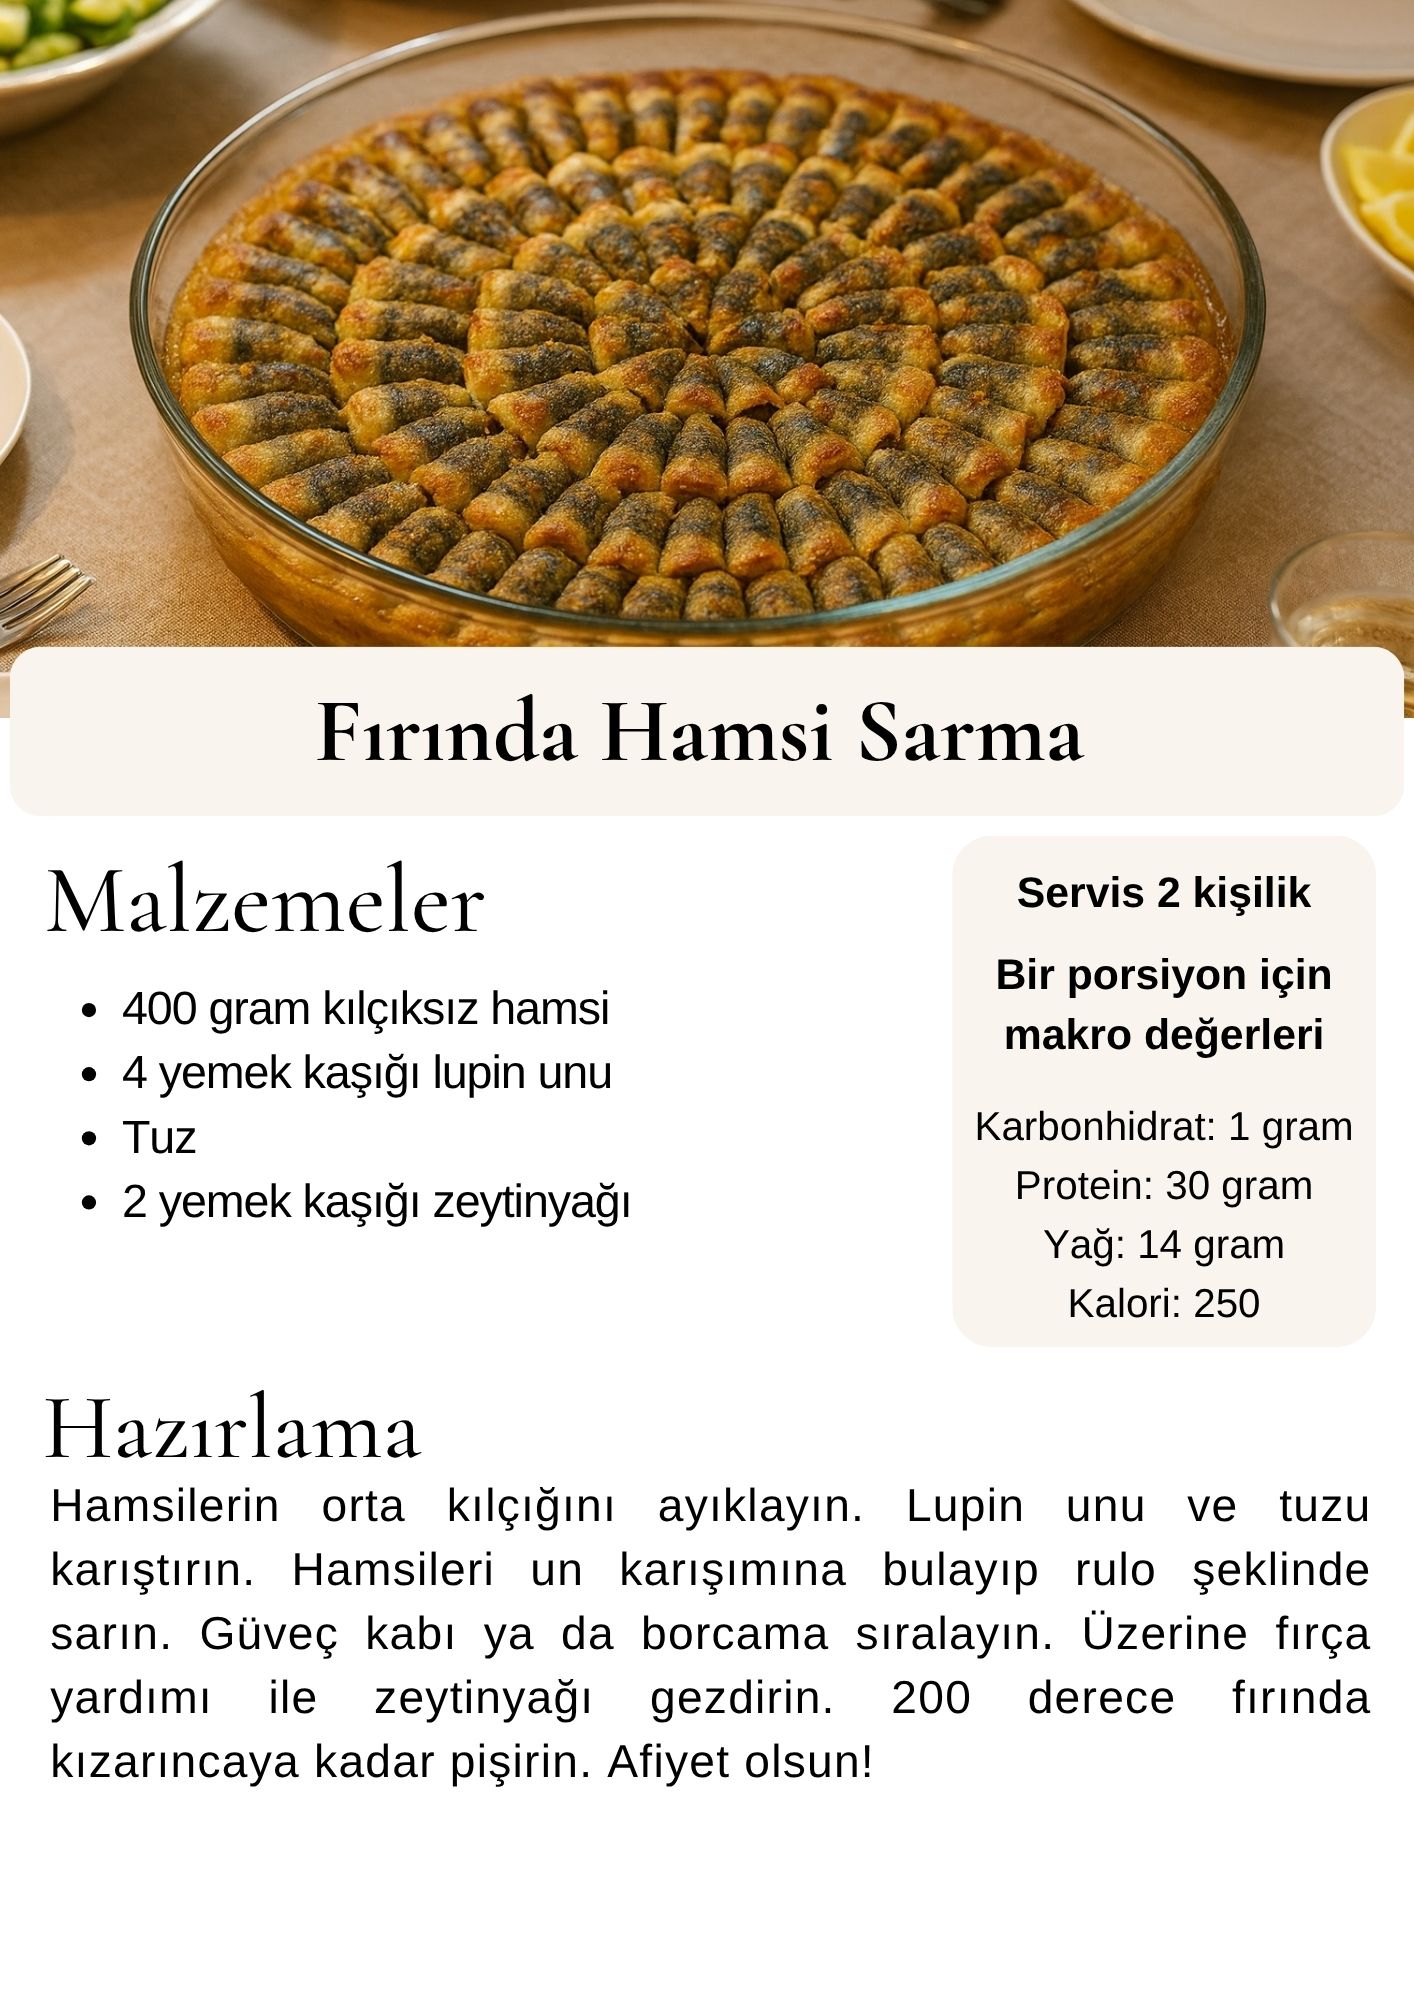 Fırında Hamsi Sarma
Malzemeler
• 400 gram kılçıksız hamsi
• 4 yemek kaşığı lupin unu
• Tuz
• 2 yemek kaşığı zeytinyağı
Servis 2 kişilik
Bir porsiyon için
makro değerleri
Karbonhidrat: 1 gram
Protein: 30 gram
Yağ: 14 gram
Kalori: 250
Hazırlama
Hamsilerin orta kılçığını ayıklayın. Lupin unu ve tuzu
karıştırın. Hamsileri un karışımına bulayıp rulo şeklinde
sarın. Güveç kabı ya da borcama sıralayın. Üzerine fırça
yardımı ile zeytinyağı gezdirin. 200 derece fırında
kızarıncaya kadar pişirin. Afiyet olsun!